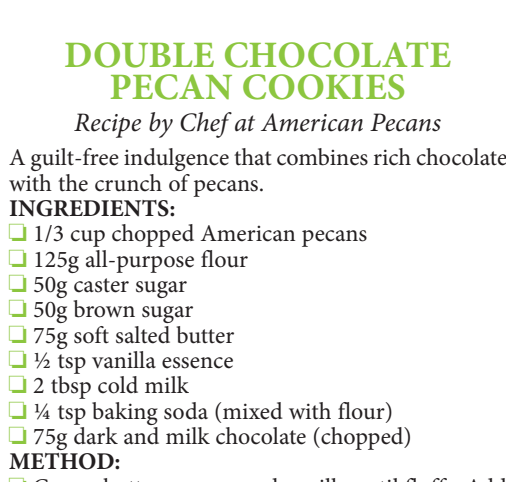 DOUBLE CHOCOLATE
PECAN COOKIES
Recipe by Chef at American Pecans
A guilt-free indulgence that combines rich chocolate
with the crunch of pecans.
INGREDIENTS:
❏ 1/3 cup chopped American pecans
❏ 125g all-purpose flour
❏ 50g caster sugar
❏ 50g brown sugar
❏ 75g soft salted butter
❏ ½ tsp vanilla essence
❏ 2 tbsp cold milk
❏ ¼ tsp baking soda (mixed with flour)
❏ 75g dark and milk chocolate (chopped)
METHOD: